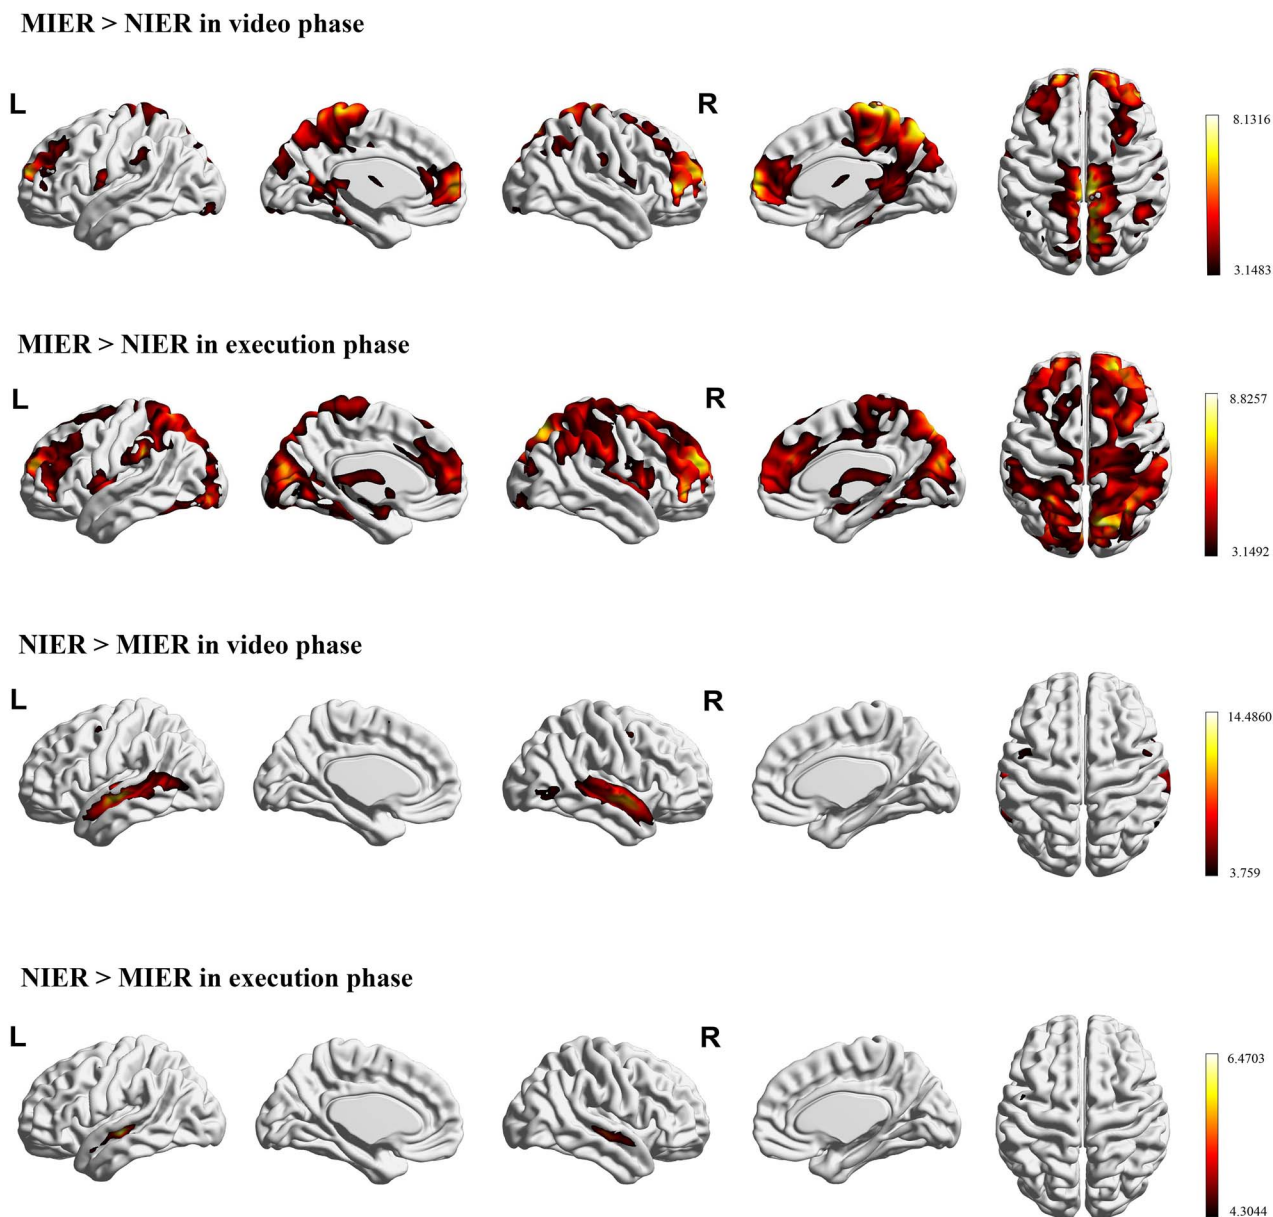 MIER > NIER in video phase
L
R
8.1316
3.1483
MIER > NIER in execution phase
L
R
8.8257
3.1492
NIER > MIER in video phase
L
R
14.4860
3.759
NIER > MIER in execution phase
L
R
6.4703
4.3044